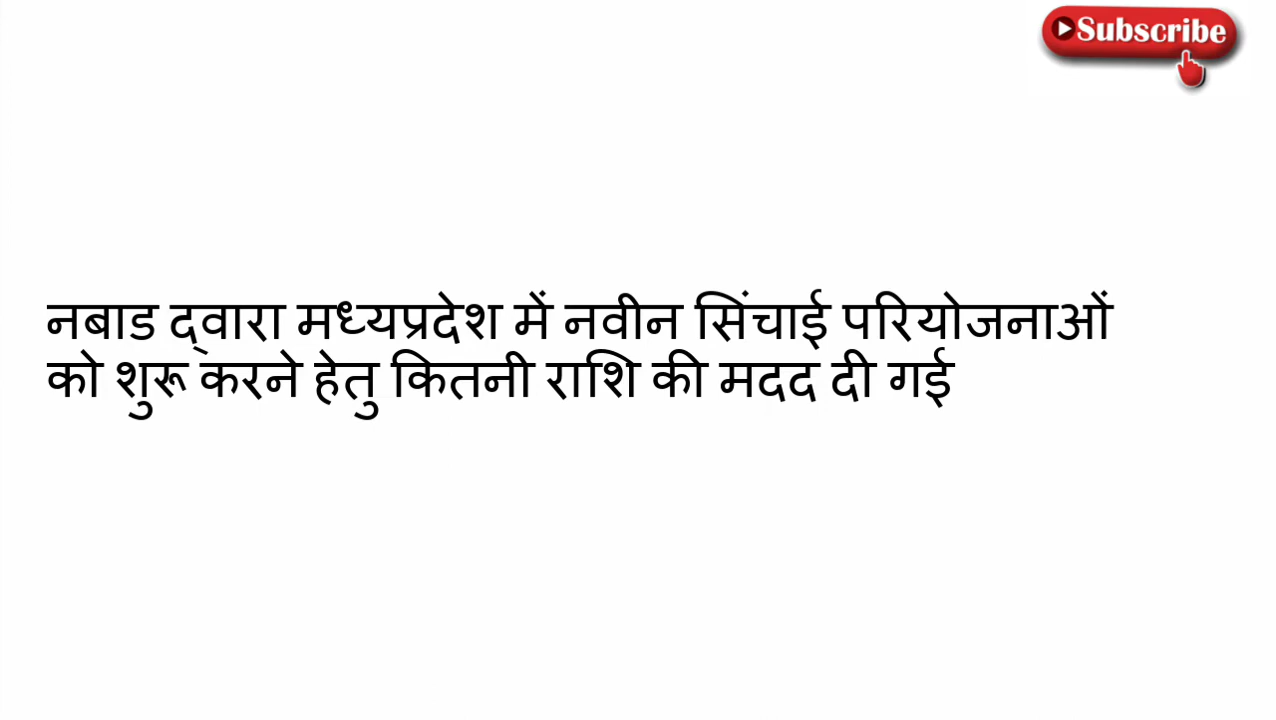 Subscribe
नबाड द्वारा मध्यप्रदेश में नवीन सिंचाई परियोजनाओं
को शुरू करने हेतु कितनी राशि की मदद दी गई